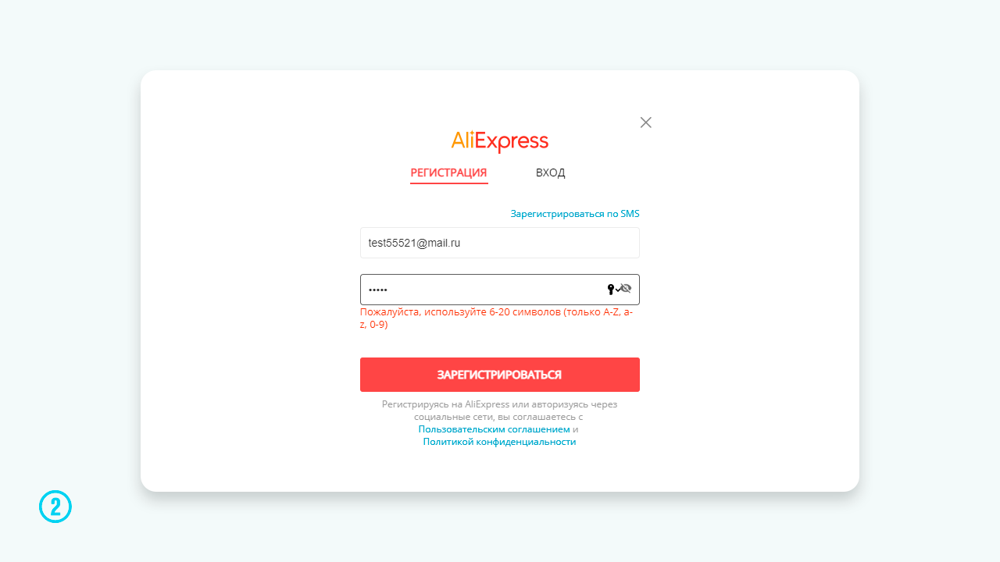 AliExpress
РЕГИСТРАЦИЯ ВХОД
Зарегистрироваться по SMS
test55521@mail.ru
•••••
Пожалуйста, используйте 6-20 символов (только A-Z, a-
z, 0-9)
ЗАРЕГИСТРИРОВАТЬСЯ
Регистрируясь на AliExpress или авторизуясь через
социальные сети, вы соглашаетесь с
Пользовательским соглашением и
Политикой конфиденциальности
2